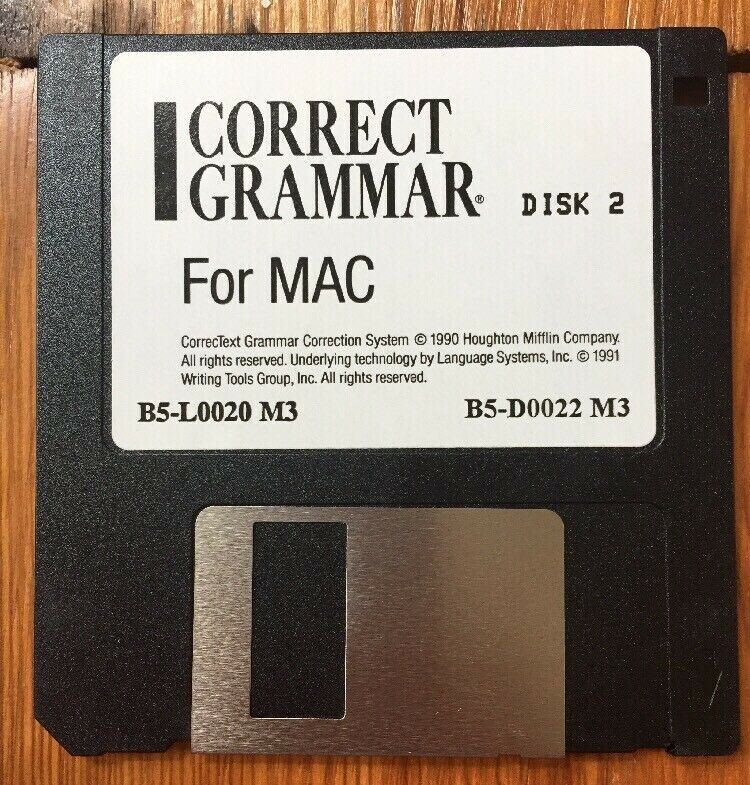 CORRECT
GRAMMAR® DISK 2
For MAC
CorrecText Grammar Correction System © 1990 Houghton Mifflin Company.
All rights reserved. Underlying technology by Language Systems, Inc. © 1991
Writing Tools Group, Inc. All rights reserved.
B5-L0020 M3 B5-D0022 M3